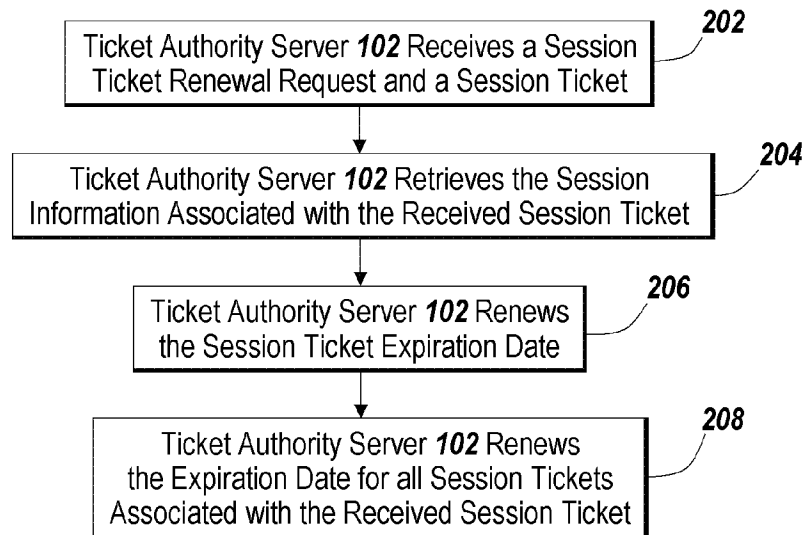 202
Ticket Authority Server 102 Receives a Session
Ticket Renewal Request and a Session Ticket
204
Ticket Authority Server 102 Retrieves the Session
Information Associated with the Received Session Ticket
206
Ticket Authority Server 102 Renews
the Session Ticket Expiration Date
208
Ticket Authority Server 102 Renews
the Expiration Date for all Session Tickets
Associated with the Received Session Ticket